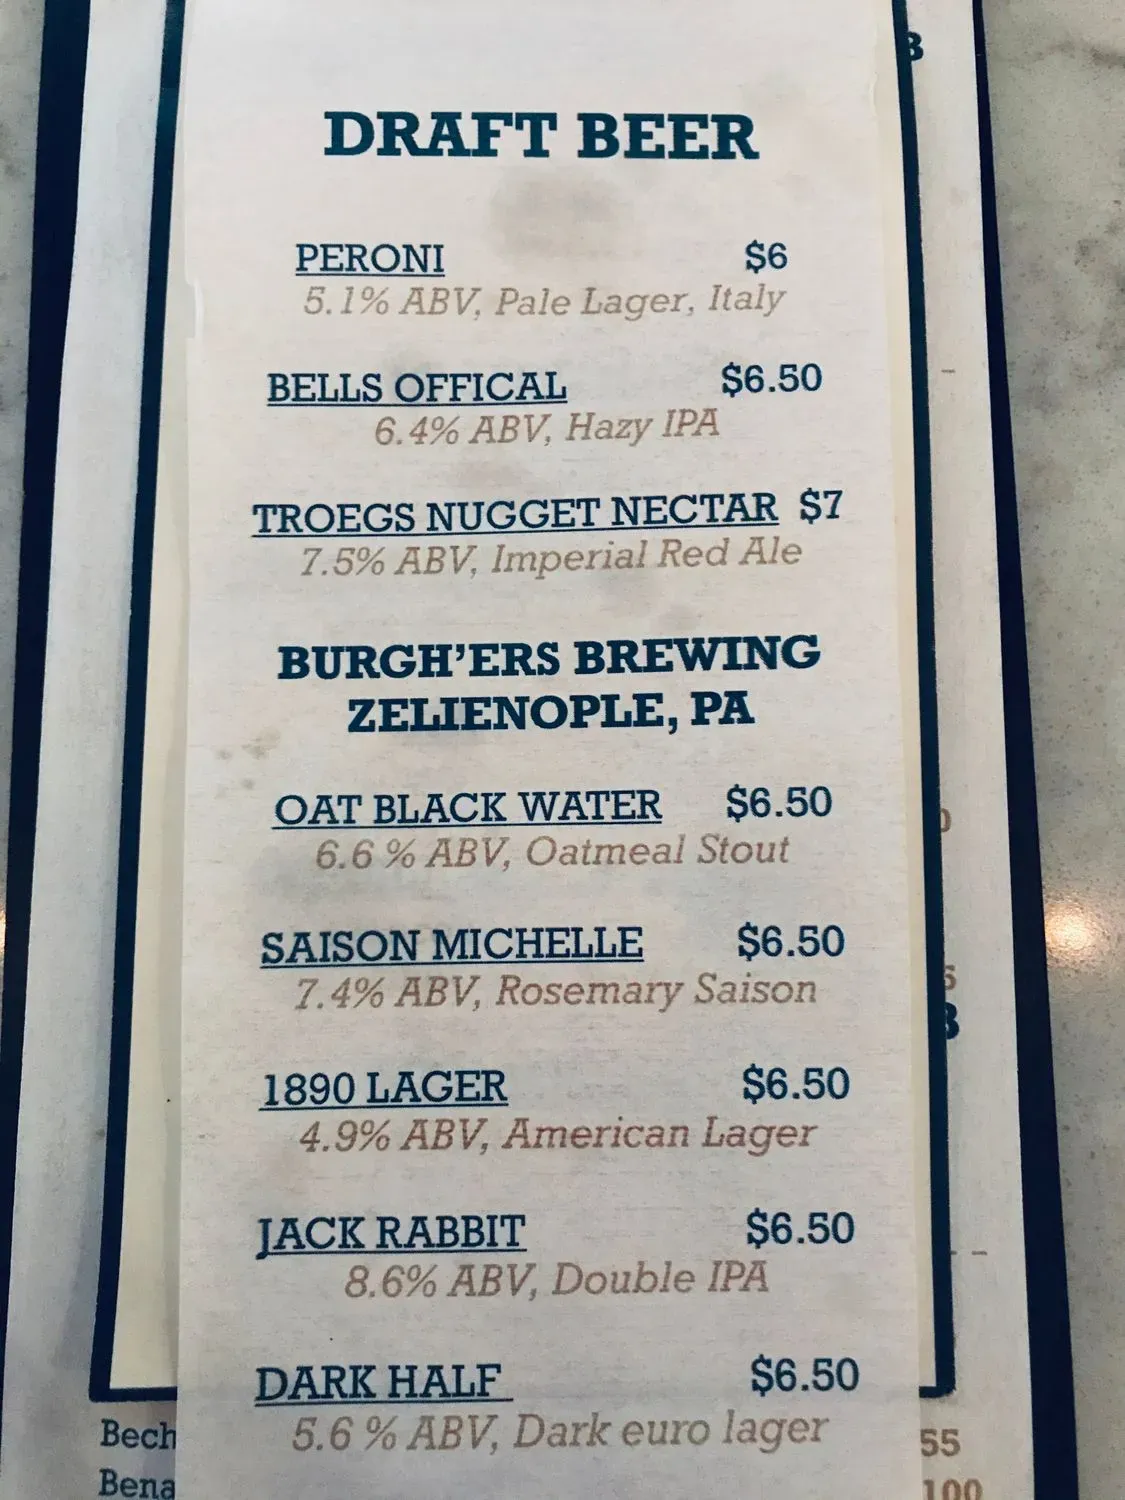 DRAFT BEER
PERONI $6
5.1% ABV, Pale Lager, Italy
BELLS OFFICAL $6.50
6.4% ABV, Hazy IPA
TROEGS NUGGET NECTAR $7
7.5% ABV, Imperial Red Ale
BURGH'ERS BREWING
ZELIENOPLE, PA
OAT BLACK WATER $6.50
6.6 % ABV, Oatmeal Stout
SAISON MICHELLE $6.50
7.4% ABV, Rosemary Saison
1890 LAGER $6.50
4.9% ABV, American Lager
JACK RABBIT $6.50
8.6% ABV, Double IPA
DARK HALF $6.50
5.6 % ABV, Dark euro lager
Bech 55
Bena 100